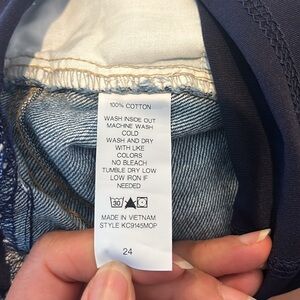 100% COTTON
WASH INSIDE OUT
MACHINE WASH
COLD
WASH AND DRY
WITH LIKE
COLORS
NO BLEACH
TUMBLE DRY LOW
LOW IRON IF
NEEDED
30
MADE IN VIETNAM
STYLE KC9145MOP
24